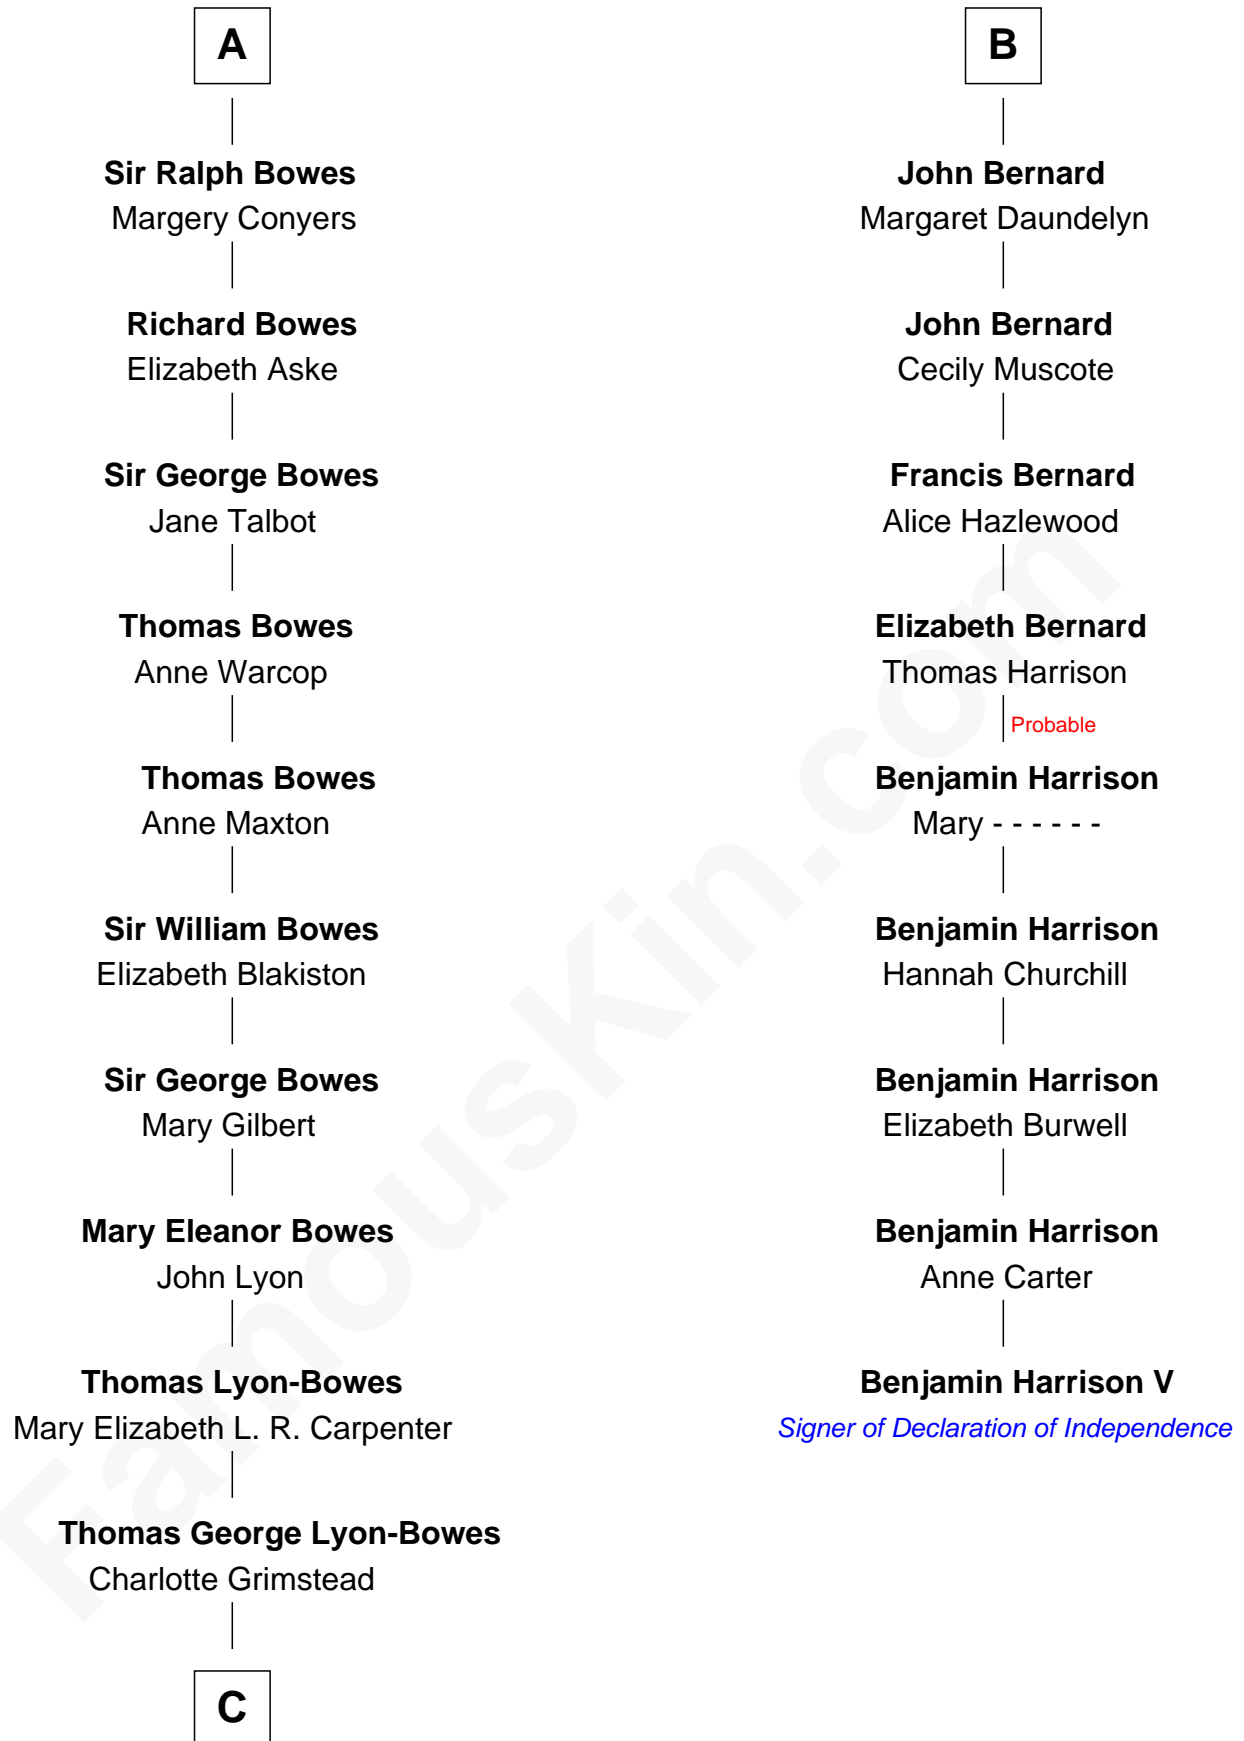 A
Sir Ralph Bowes
Margery Conyers
Richard Bowes
Elizabeth Aske
Sir George Bowes
Jane Talbot
Thomas Bowes
Anne Warcop
Thomas Bowes
Anne Maxton
Sir William Bowes
Elizabeth Blakiston
Sir George Bowes
Mary Gilbert
Mary Eleanor Bowes
John Lyon
Thomas Lyon-Bowes
Mary Elizabeth L. R. Carpenter
Thomas George Lyon-Bowes
Charlotte Grimstead
C
B
John Bernard
Margaret Daundelyn
John Bernard
Cecily Muscote
Francis Bernard
Alice Hazlewood
Elizabeth Bernard
Thomas Harrison
Probable
Benjamin Harrison
Mary - - - - - -
Benjamin Harrison
Hannah Churchill
Benjamin Harrison
Elizabeth Burwell
Benjamin Harrison
Anne Carter
Benjamin Harrison V
Signer of Declaration of Independence
FamousKin.com